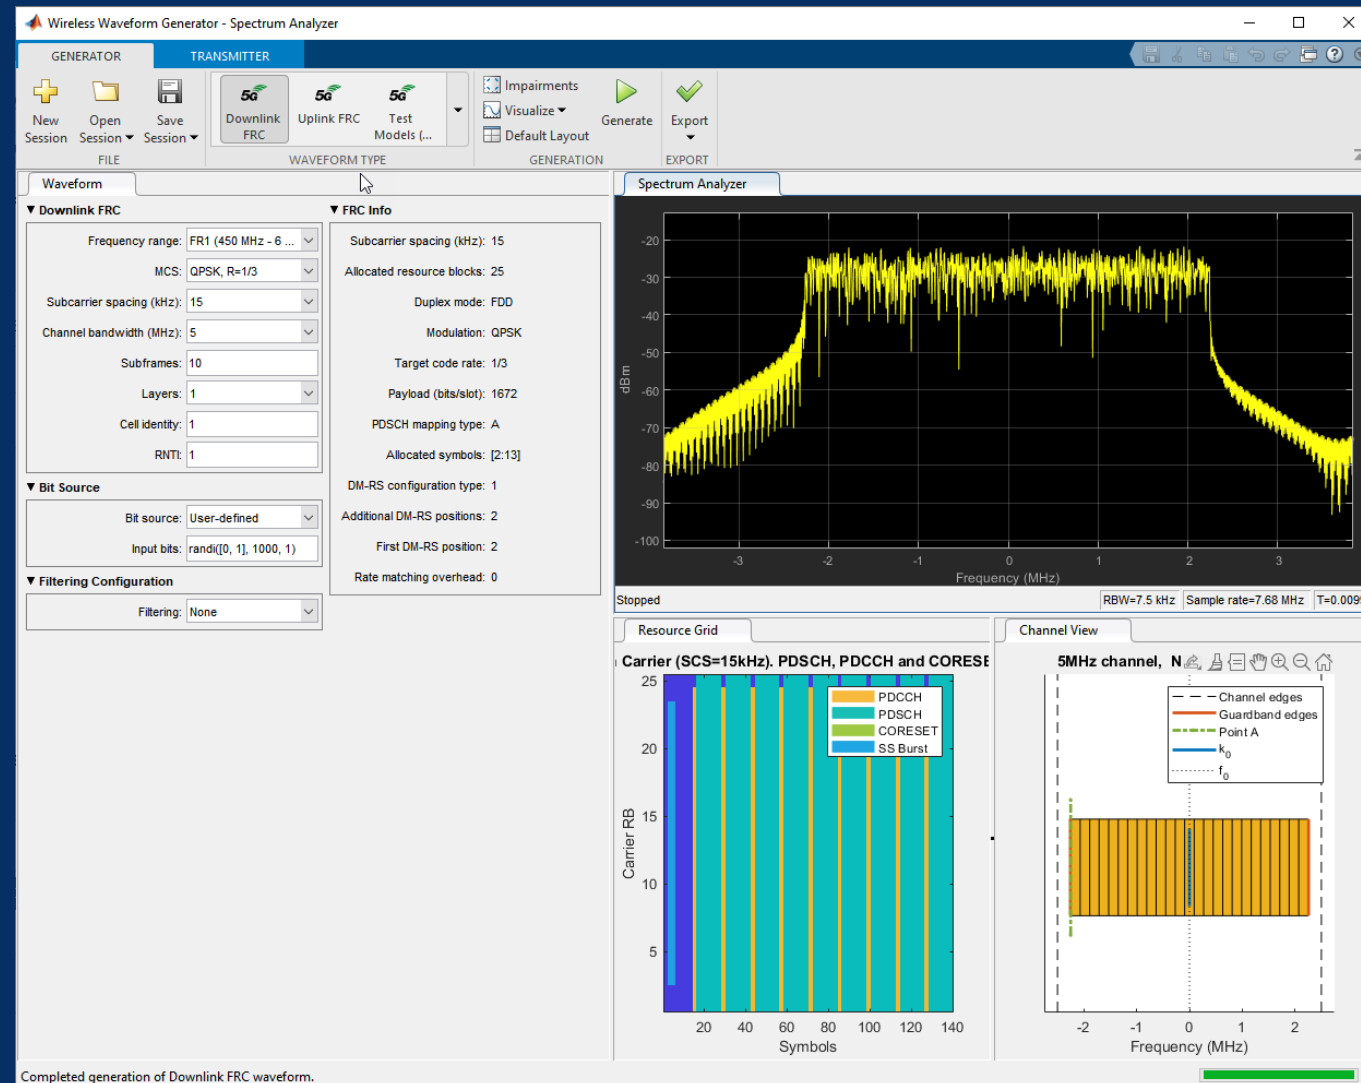 Wireless Waveform Generator - Spectrum Analyzer
GENERATOR
TRANSMITTER
New Session
Open Session
Save Session
FILE
5G
Downlink FRC
5G
Uplink FRC
5G
Test Models (...
WAVEFORM TYPE
Impairments
Visualize
Default Layout
Generate
GENERATION
Export
EXPORT
Waveform
Downlink FRC
Frequency range: FR1 (450 MHz - 6 ...
MCS: QPSK, R=1/3
Subcarrier spacing (kHz): 15
Channel bandwidth (MHz): 5
Subframes: 10
Layers: 1
Cell identity: 1
RNTI: 1
Bit Source
Bit source: User-defined
Input bits: randi([0, 1], 1000, 1)
Filtering Configuration
Filtering: None
FRC Info
Subcarrier spacing (kHz): 15
Allocated resource blocks: 25
Duplex mode: FDD
Modulation: QPSK
Target code rate: 1/3
Payload (bits/slot): 1672
PDSCH mapping type: A
Allocated symbols: [2:13]
DM-RS configuration type: 1
Additional DM-RS positions: 2
First DM-RS position: 2
Rate matching overhead: 0
Spectrum Analyzer
-20
-30
-40
-50
-60
-70
-80
-90
-100
dBm
-3 -2 -1 0 1 2 3
Frequency (MHz)
Stopped
RBW=7.5 kHz
Sample rate=7.68 MHz
T=0.009
Resource Grid
Carrier (SCS=15kHz). PDSCH, PDCCH and CORESE
25
20
15
10
5
Carrier RB
PDCCH
PDSCH
CORESET
SS Burst
20 40 60 80 100 120 140
Symbols
Channel View
5MHz channel, N
Channel edges
Guardband edges
Point A
k0
f0
-2 -1 0 1 2
Frequency (MHz)
Completed generation of Downlink FRC waveform.